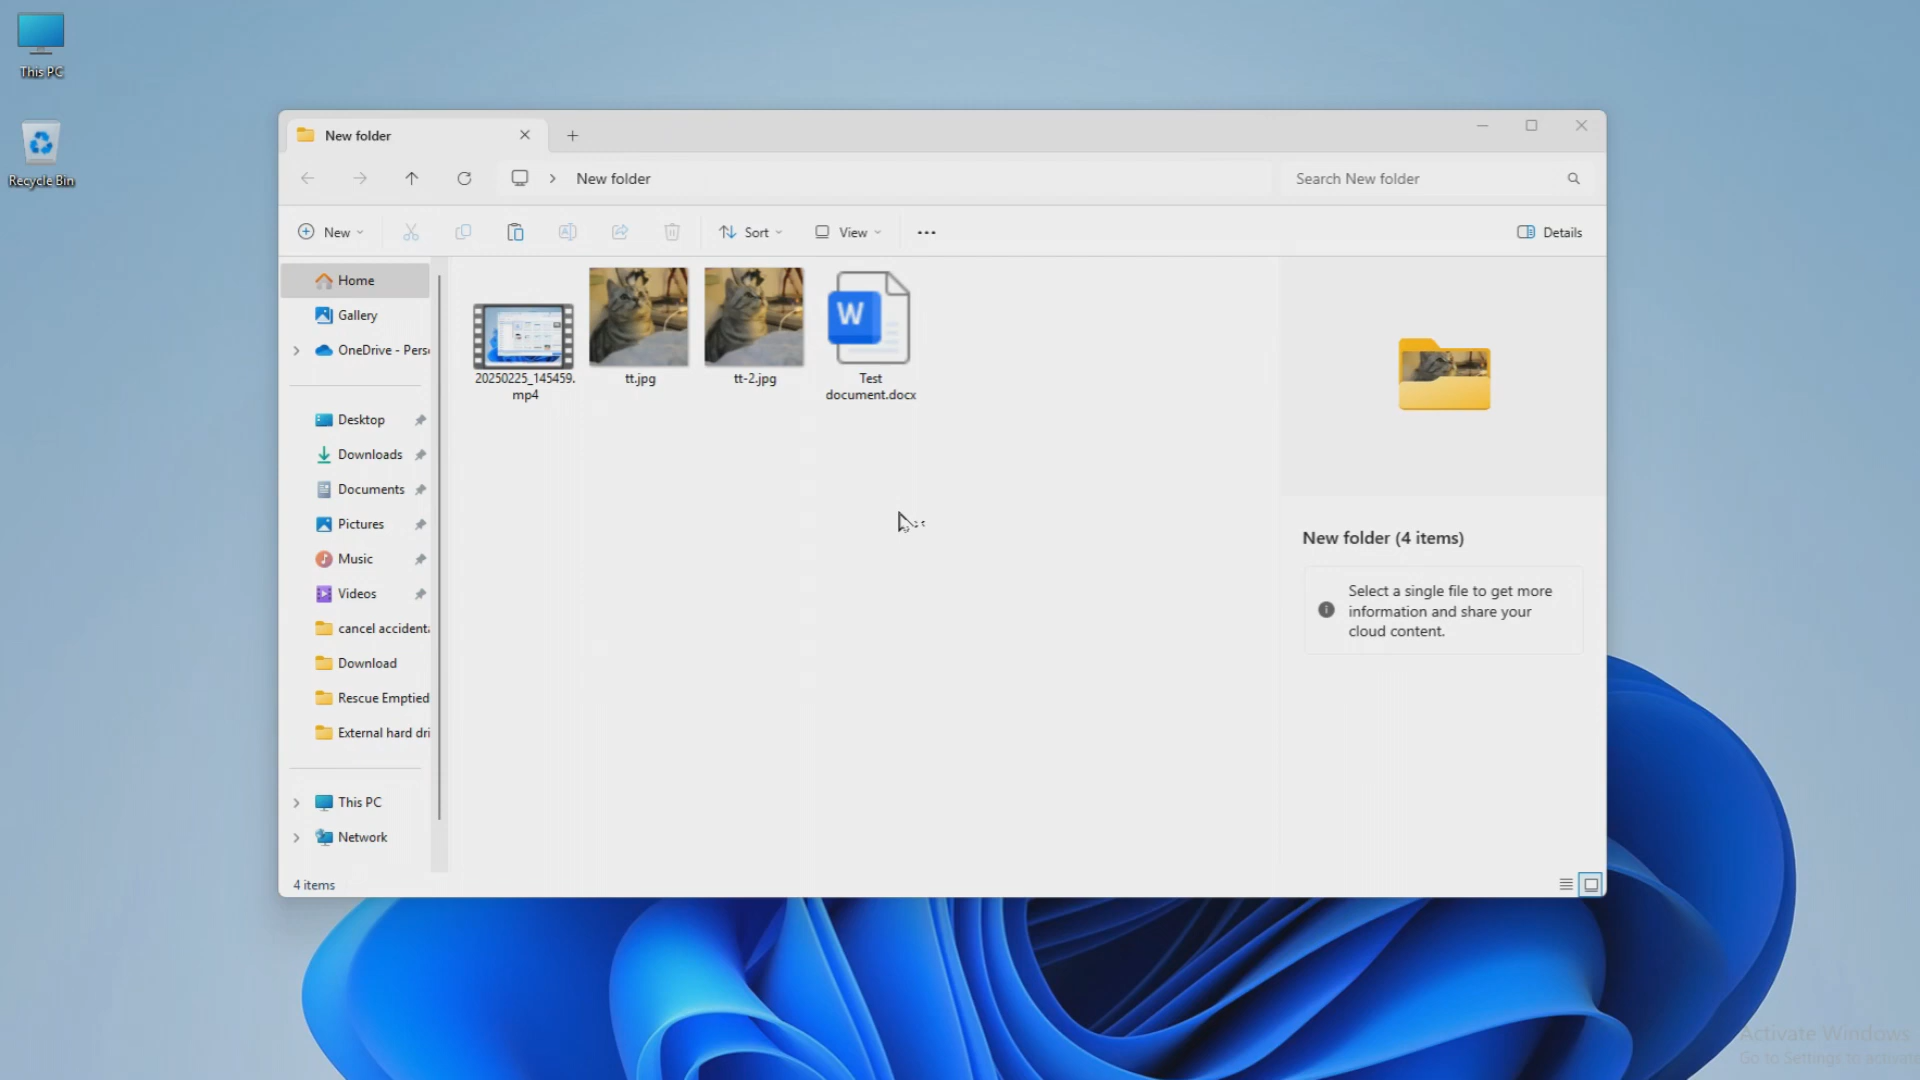 This PC
Recycle Bin
New folder
New folder
Search New folder
New
Sort
View
Details
Home
Gallery
OneDrive - Pers
Desktop
Downloads
Documents
Pictures
Music
Videos
cancel accident
Download
Rescue Emptied
External hard dri
This PC
Network
20250225_145459.
mp4
tt.jpg
tt-2.jpg
W
Test
document.docx
New folder (4 items)
Select a single file to get more
information and share your
cloud content.
4 items
Activate Windows
Go to Settings to activate